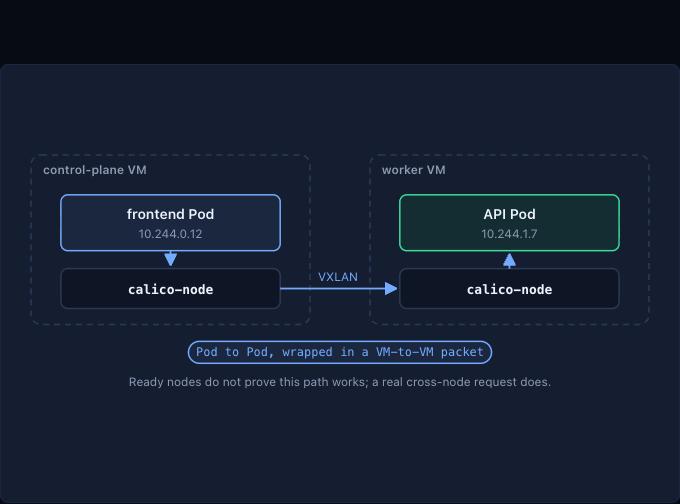 control-plane VM
worker VM
frontend Pod
10.244.0.12
API Pod
10.244.1.7
VXLAN
calico-node
calico-node
Pod to Pod, wrapped in a VM-to-VM packet
Ready nodes do not prove this path works; a real cross-node request does.